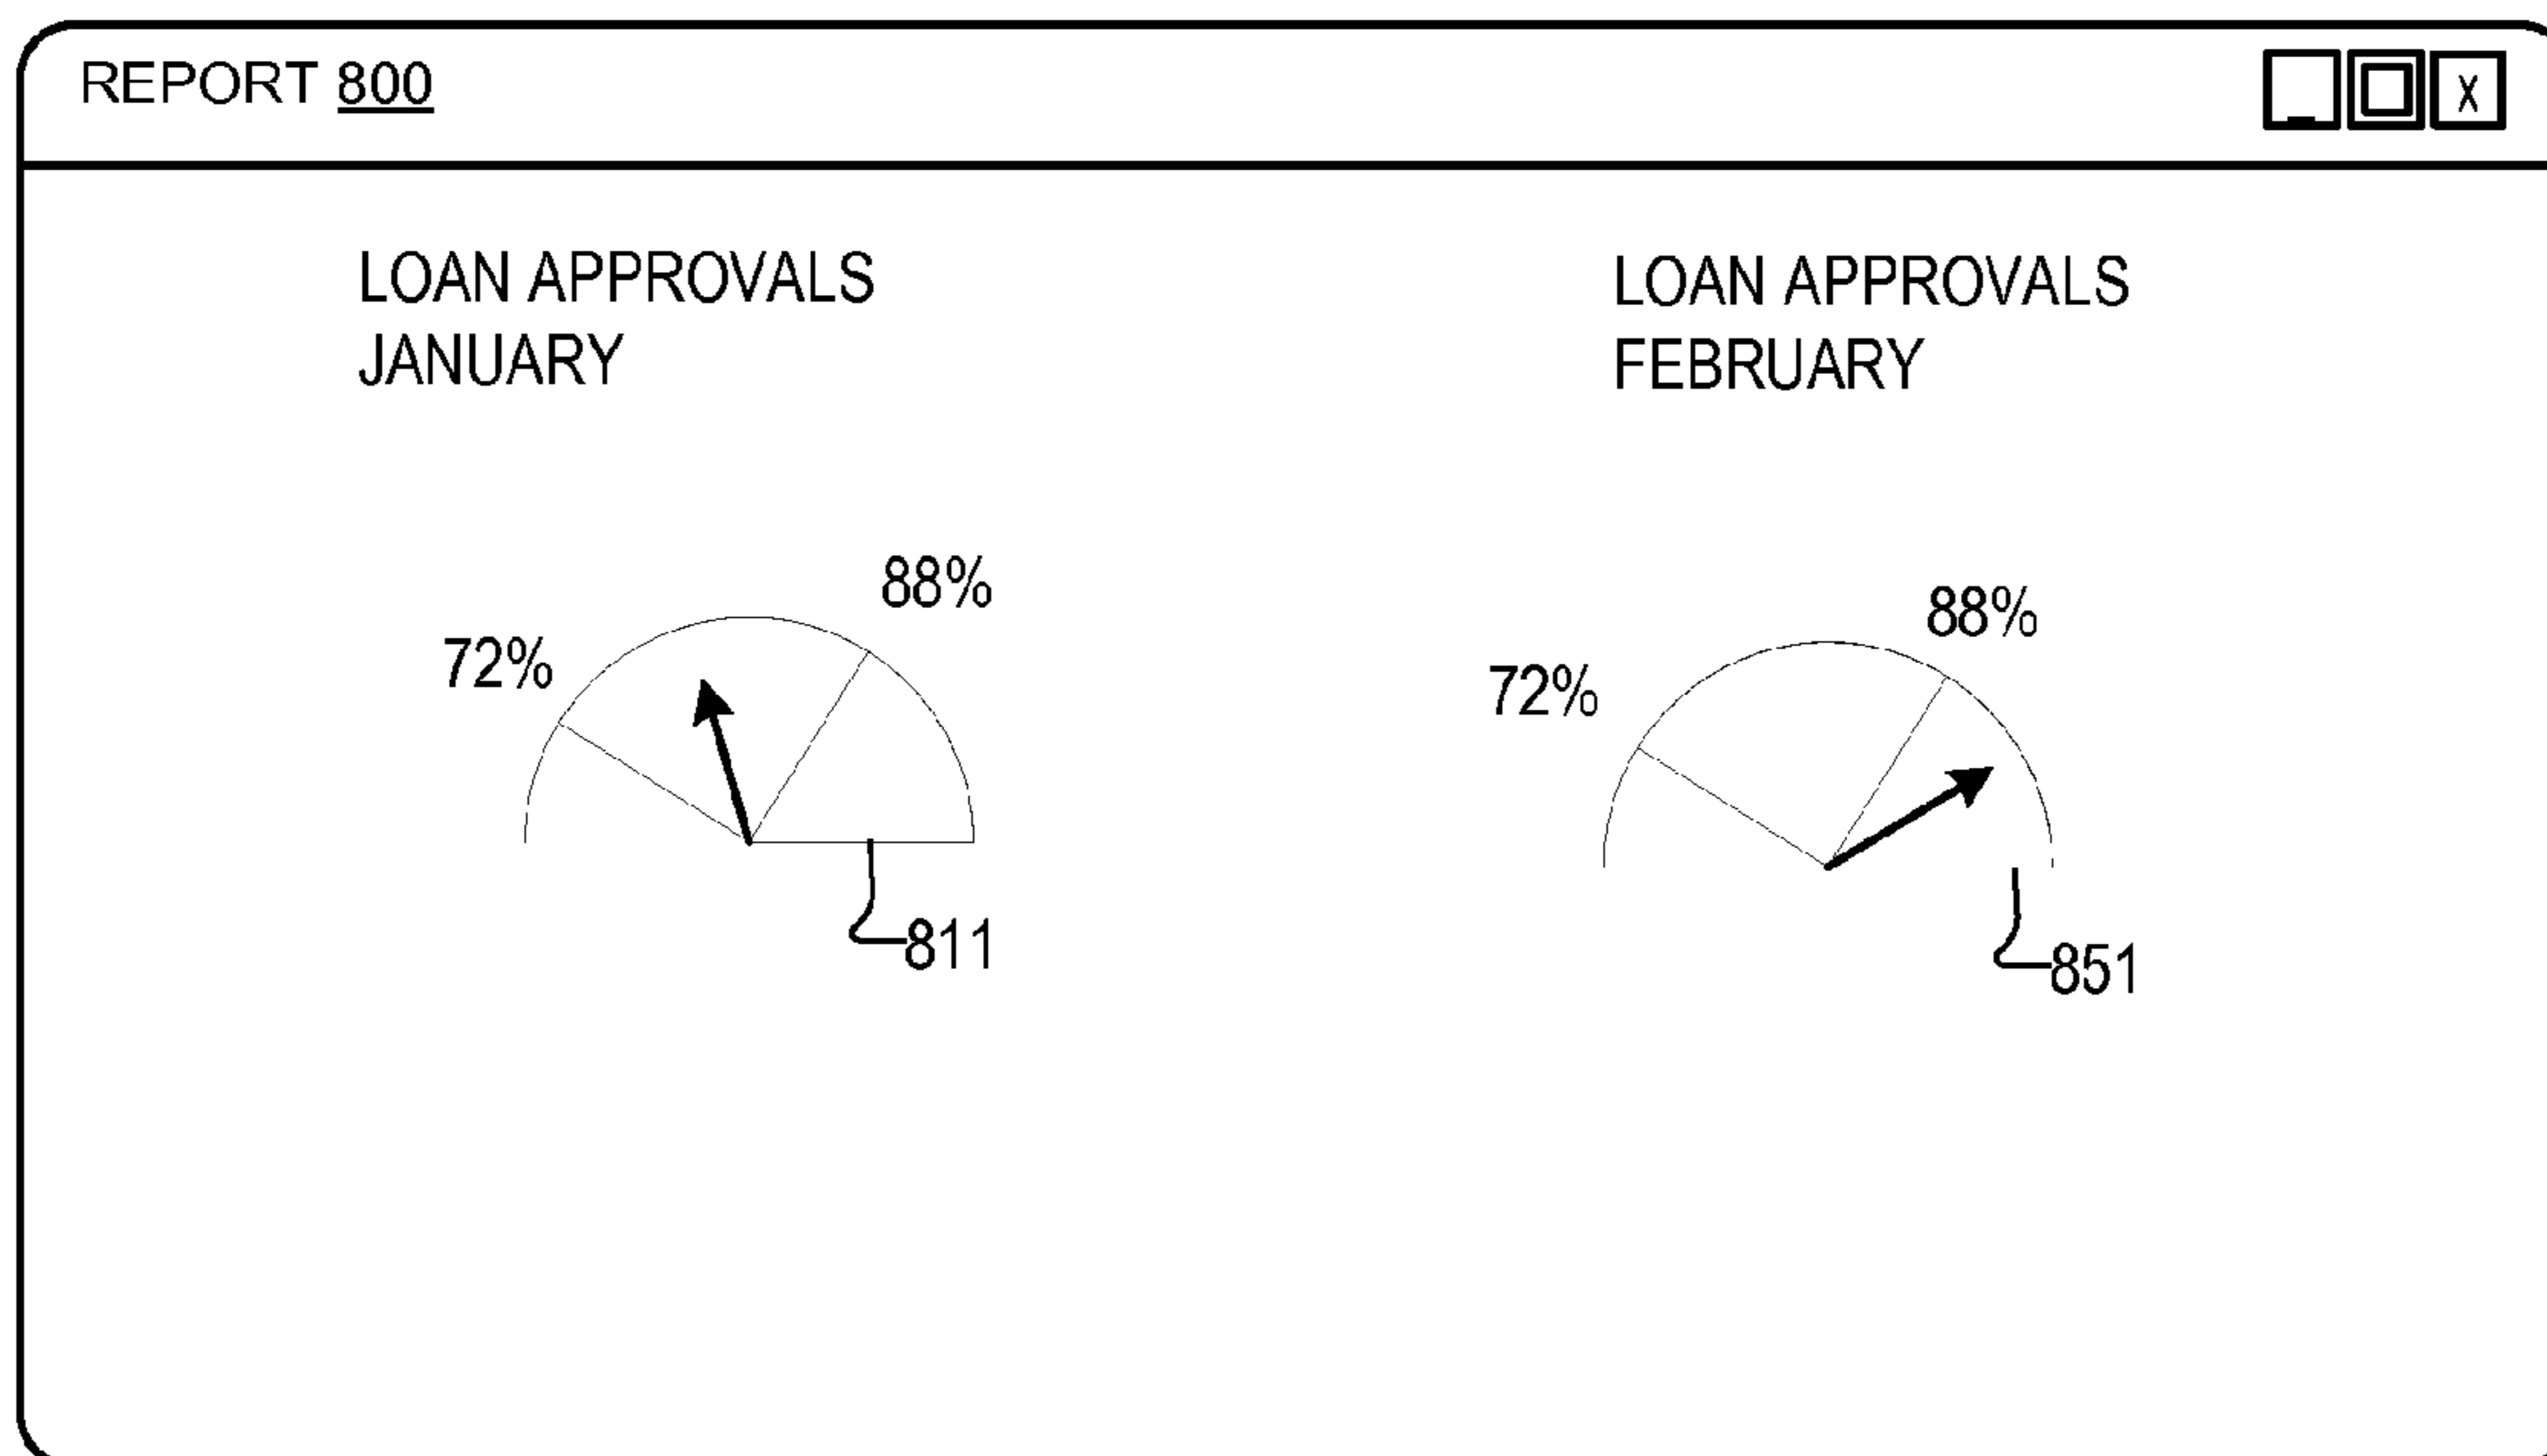 REPORT 800
X
LOAN APPROVALS
JANUARY
88%
72%
811
LOAN APPROVALS
FEBRUARY
88%
72%
851